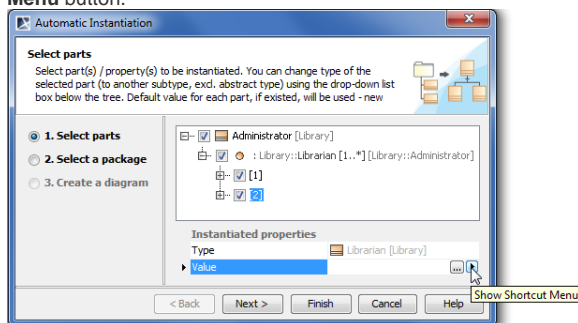 Menu button.
Automatic Instantiation
Select parts
Select part(s) / property(s) to be instantiated. You can change type of the
selected part (to another subtype, excl. abstract type) using the drop-down list
box below the tree. Default value for each part, if existed, will be used - new
1. Select parts
2. Select a package
3. Create a diagram
Administrator [Library]
: Library::Librarian [1..*] [Library::Administrator]
[1]
[2]
Instantiated properties
Type Librarian [Library]
Value ...
< Back Next > Finish Cancel Help
Show Shortcut Menu